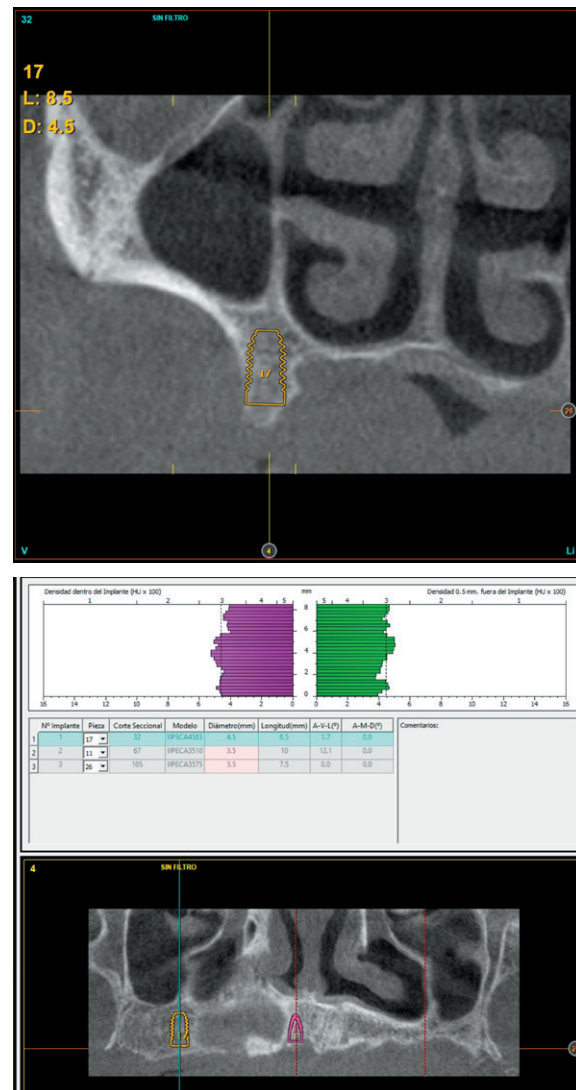 32
SIN FILTRO
17
L: 8.5
D: 4.5
17
V
4
Li
Densidad dentro del Implante (HU x 100)
mm
Densidad 0.5 mm. fuera del Implante (HU x 100)
1 2 3 4 5
5 4 3 2 1
8
6
4
2
0
16 14 12 10 8 6 4 2 0
0 2 4 6 8 10 12 14 16
Nº Implante Pieza Corte Seccional Modelo Diámetro(mm) Longitud(mm) A-V-L(º) A-M-D(º) Comentarios:
1 1 17 32 IIPSCA4585 4,5 8,5 1.7 0.0
2 2 11 67 IIPECA3510 3.5 10 12.1 0.0
3 3 26 105 IIPECA3575 3.5 7.5 0.0 0.0
4
SIN FILTRO